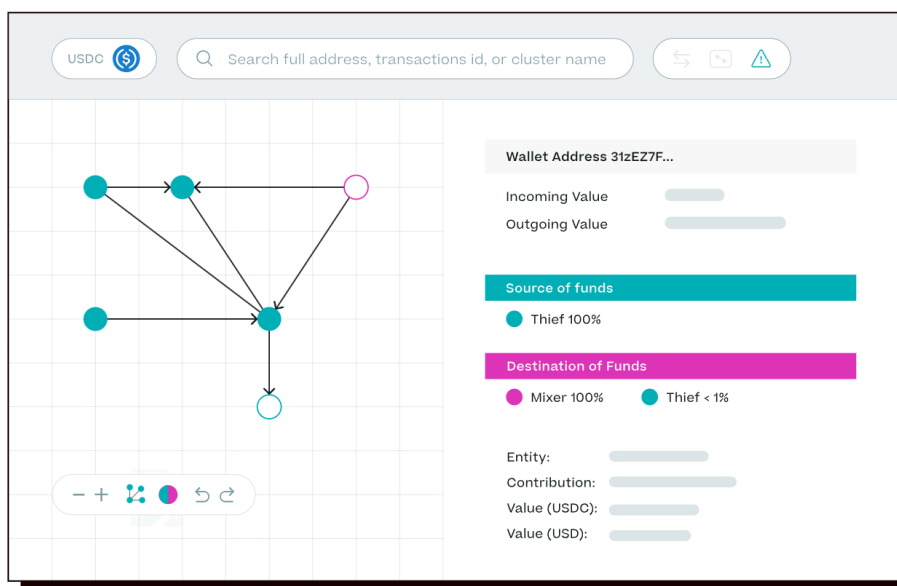 USDC
Search full address, transactions id, or cluster name
Wallet Address 31zEZ7F...
Incoming Value
Outgoing Value
Source of funds
Thief 100%
Destination of Funds
Mixer 100% Thief < 1%
Entity:
Contribution:
Value (USDC):
Value (USD):